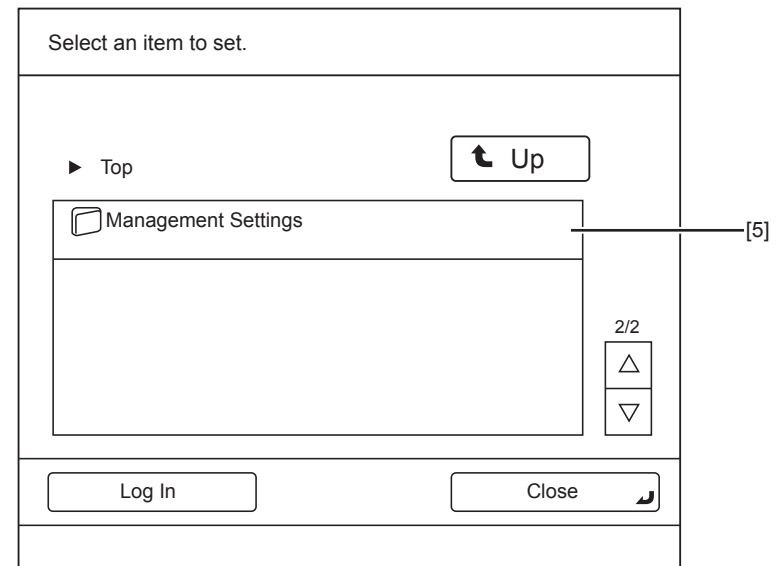 Select an item to set.
Top
Up
Management Settings
[5]
2/2
Log In
Close